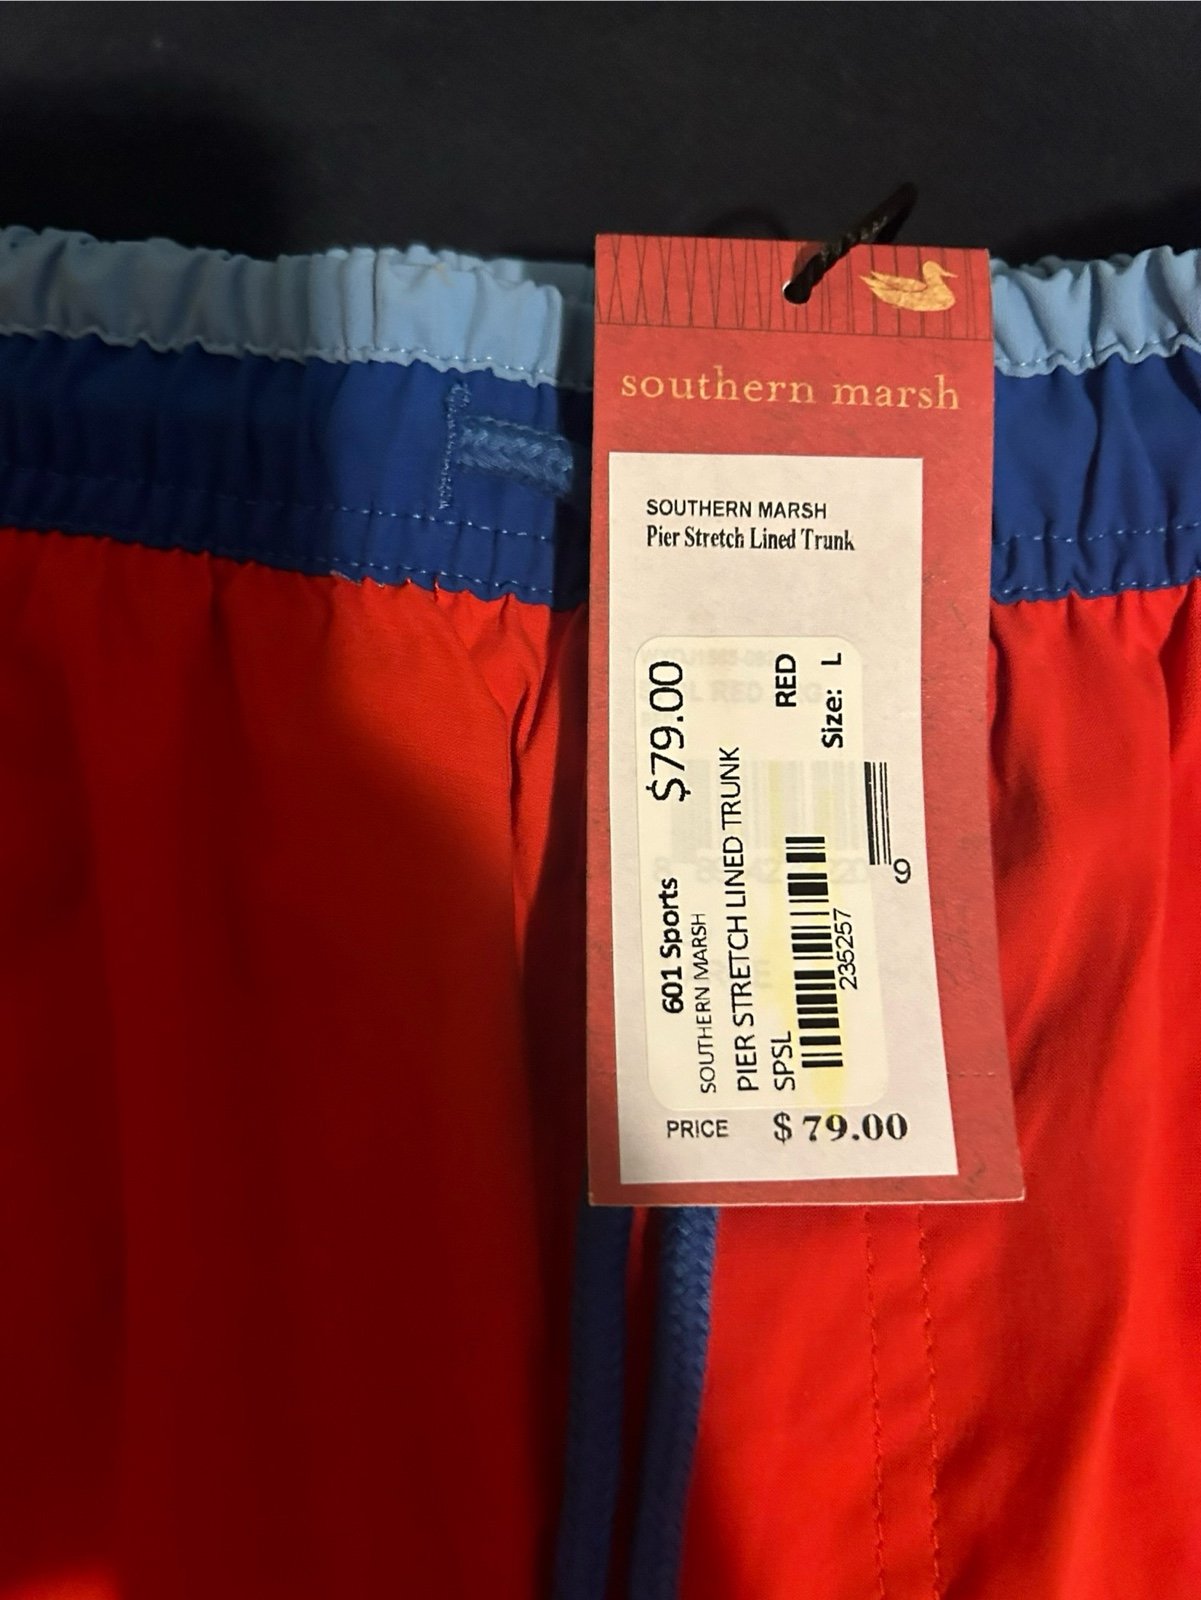 southern marsh
SOUTHERN MARSH
Pier Stretch Lined Trunk
601 Sports $79.00
SOUTHERN MARSH
PIER STRETCH LINED TRUNK
SPSL RED
235257 Size: L
9
PRICE $79.00